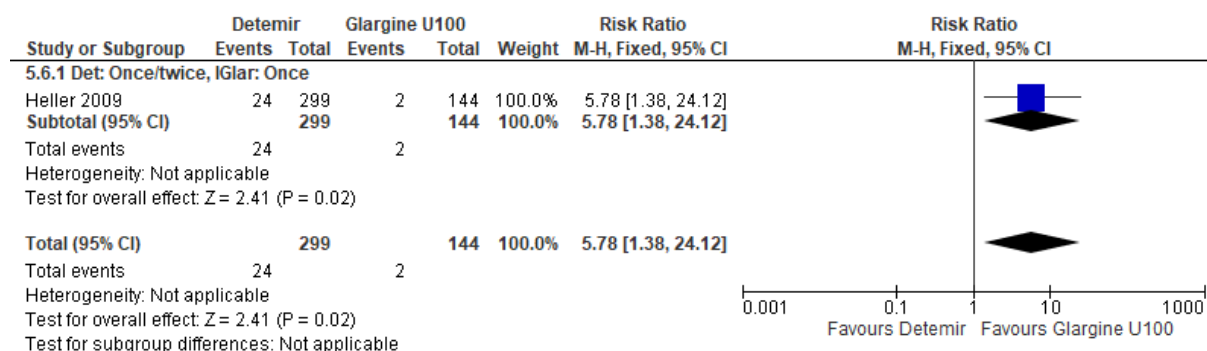 Detemir Glargine U100 Risk Ratio Risk Ratio
Study or Subgroup Events Total Events Total Weight M-H, Fixed, 95% CI M-H, Fixed, 95% CI
5.6.1 Det: Once/twice, IGlar: Once
Heller 2009 24 299 2 144 100.0% 5.78 [1.38, 24.12]
Subtotal (95% CI) 299 144 100.0% 5.78 [1.38, 24.12]
Total events 24 2
Heterogeneity: Not applicable
Test for overall effect: Z = 2.41 (P = 0.02)
Total (95% CI) 299 144 100.0% 5.78 [1.38, 24.12]
Total events 24 2
Heterogeneity: Not applicable
Test for overall effect: Z = 2.41 (P = 0.02)
Test for subgroup differences: Not applicable
0.001 0.1 1 10 1000
Favours Detemir Favours Glargine U100